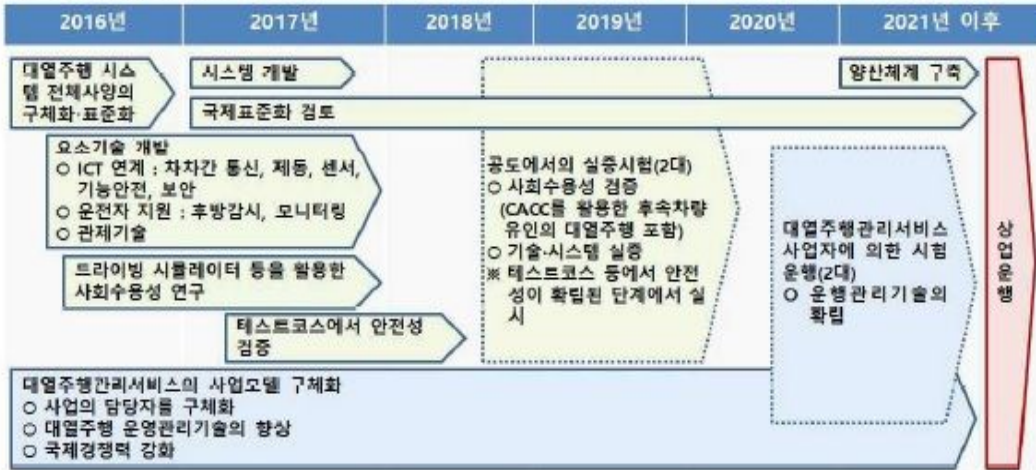 2016년
2017년
2018년
2019년
2020년
2021년 이후
대열주행 시스
템 전체사양의
구체화·표준화
시스템 개발
양산체계 구축
국제표준화 검토
요소기술 개발
○ ICT 연계 : 차차간 통신, 제동, 센서,
기능안전, 보안
○ 운전자 지원 : 후방감시, 모니터링
○ 관제기술
드라이빙 시뮬레이터 등을 활용한
사회수용성 연구
테스트코스에서 안전성
검증
공도에서의 실증시험(2대)
○ 사회수용성 검증
(CACC를 활용한 후속차량
유인의 대열주행 포함)
○ 기술·시스템 실증
※ 테스트코스 등에서 안전
성이 확립된 단계에서 실
시
대열주행관리서비스
사업자에 의한 시험
운행(2대)
○ 운행관리기술의
확립
상
업
운
행
대열주행관리서비스의 사업모델 구체화
○ 사업의 담당자를 구체화
○ 대열주행 운영관리기술의 향상
○ 국제경쟁력 강화